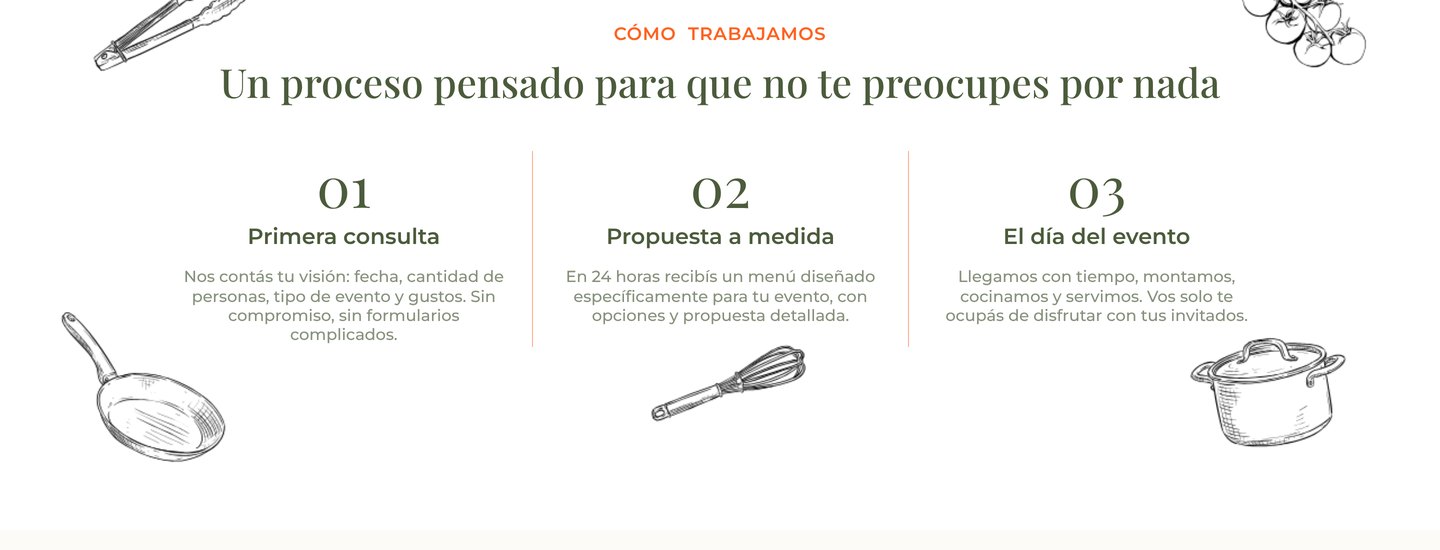 CÓMO TRABAJAMOS
Un proceso pensado para que no te preocupes por nada
01
Primera consulta
Nos contás tu visión: fecha, cantidad de
personas, tipo de evento y gustos. Sin
compromiso, sin formularios
complicados.
02
Propuesta a medida
En 24 horas recibís un menú diseñado
específicamente para tu evento, con
opciones y propuesta detallada.
03
El día del evento
Llegamos con tiempo, montamos,
cocinamos y servimos. Vos solo te
ocupás de disfrutar con tus invitados.